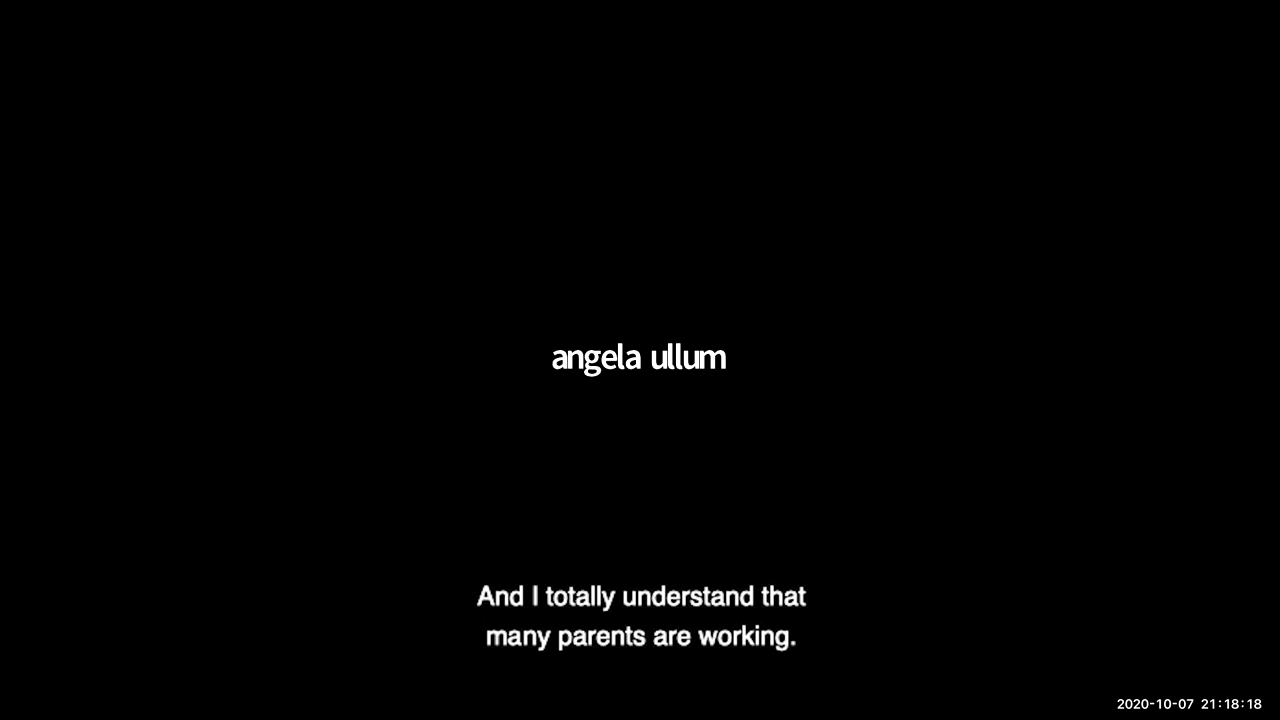 angela ullum
And I totally understand that
many parents are working.
2020-10-07 21:18:18